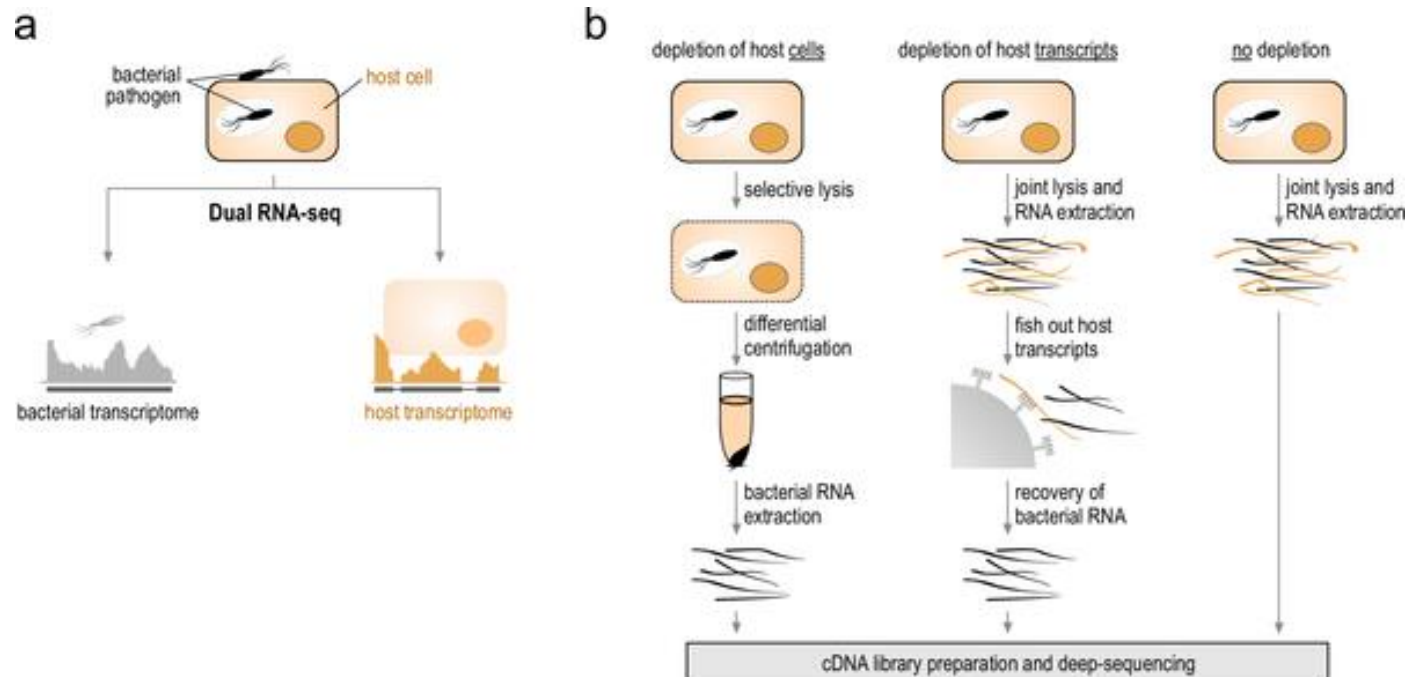 a
bacterial
pathogen
host cell
Dual RNA-seq
bacterial transcriptome
host transcriptome
b
depletion of host cells
depletion of host transcripts
no depletion
selective lysis
joint lysis and
RNA extraction
joint lysis and
RNA extraction
differential
centrifugation
fish out host
transcripts
bacterial RNA
extraction
recovery of
bacterial RNA
cDNA library preparation and deep-sequencing